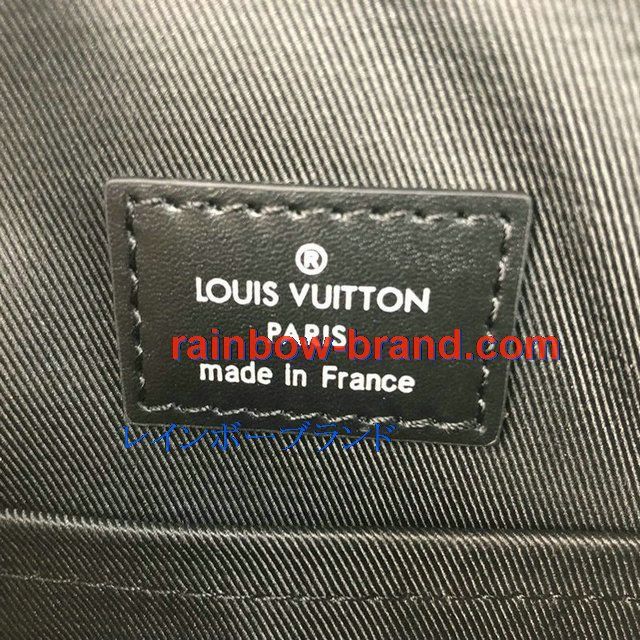 ®
LOUIS VUITTON
PARIS
rainbow-brand.com
made in France
レインボーブランド